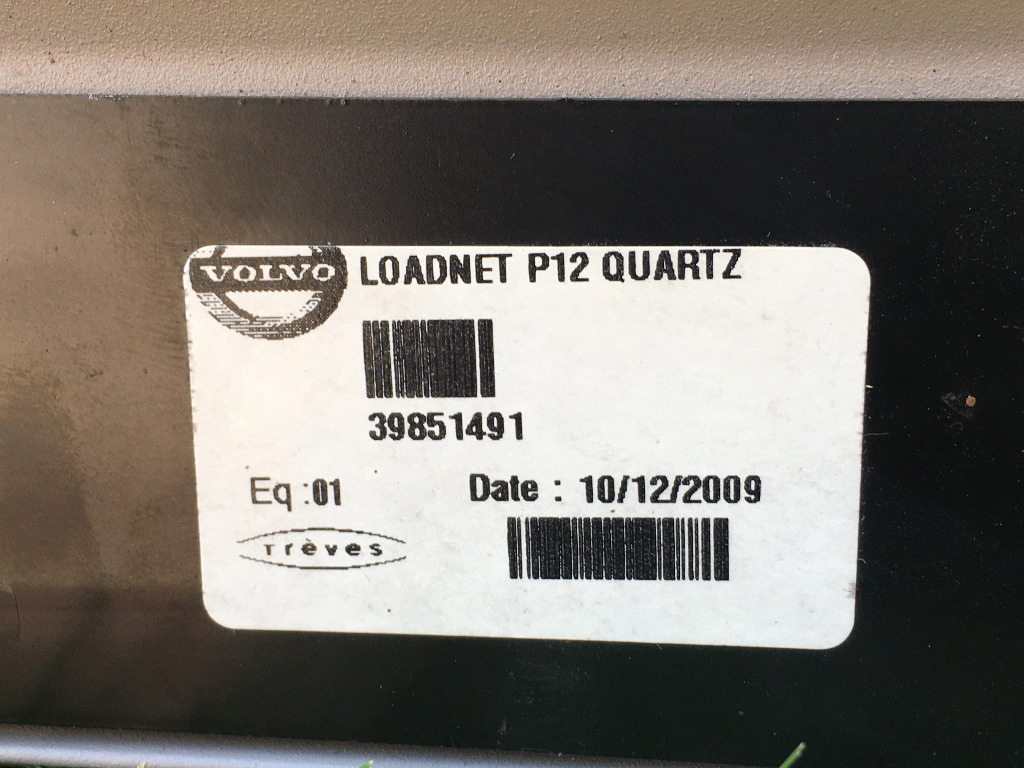 VOLVO
LOADNET P12 QUARTZ
39851491
Eq :01
Date : 10/12/2009
Trèves